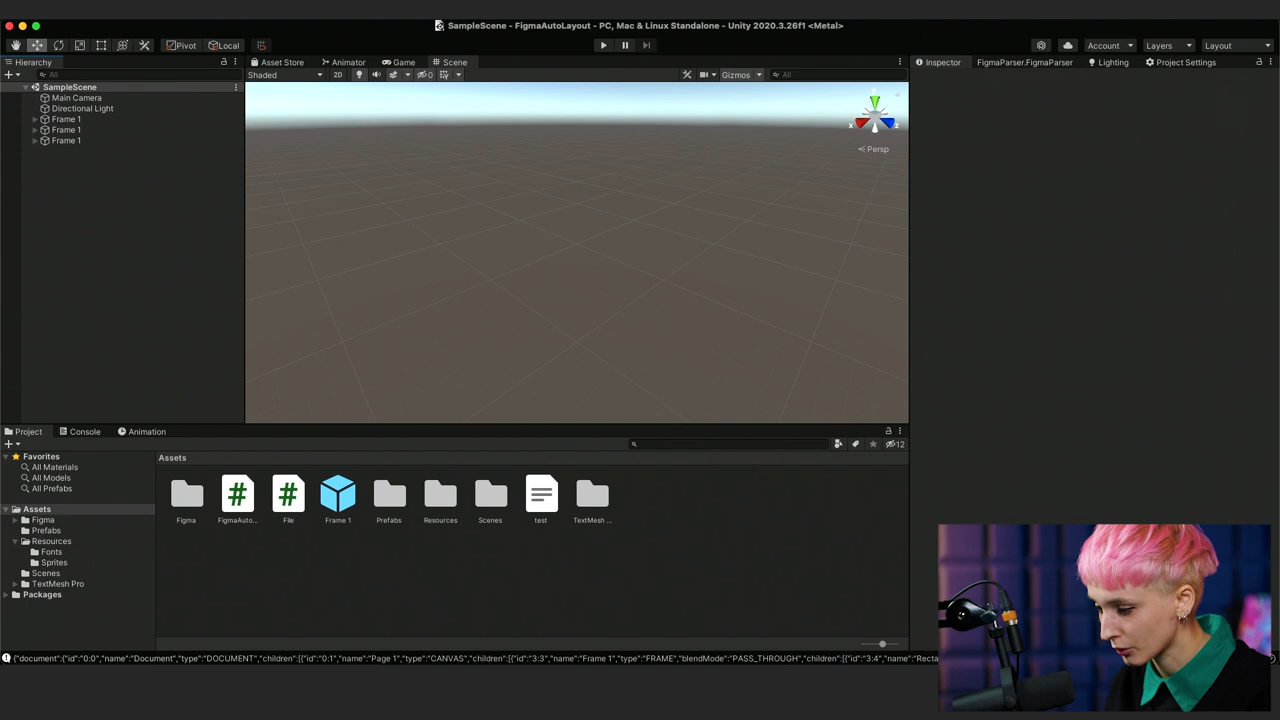 SampleScene - FigmaAutoLayout - PC, Mac & Linux Standalone - Unity 2020.3.26f1 <Metal>
Pivot Local Account Layers Layout
Hierarchy
All
SampleScene
Main Camera
Directional Light
Frame 1
Frame 1
Frame 1
Asset Store Animator Game Scene
Shaded 2D 0 Gizmos All
Y
X Z
Persp
Inspector FigmaParser.FigmaParser Lighting Project Settings
Project Console Animation
12
Favorites
All Materials
All Models
All Prefabs
Assets
Figma
Prefabs
Resources
Fonts
Sprites
Scenes
TextMesh Pro
Packages
Assets
Figma FigmaAuto... File Frame 1 Prefabs Resources Scenes test TextMesh ...
{"document":{"id":"0:0","name":"Document","type":"DOCUMENT","children":[{"id":"0:1","name":"Page 1","type":"CANVAS","children":[{"id":"3:3","name":"Frame 1","type":"FRAME","blendMode":"PASS_THROUGH","children":[{"id":"3:4","name":"Recta